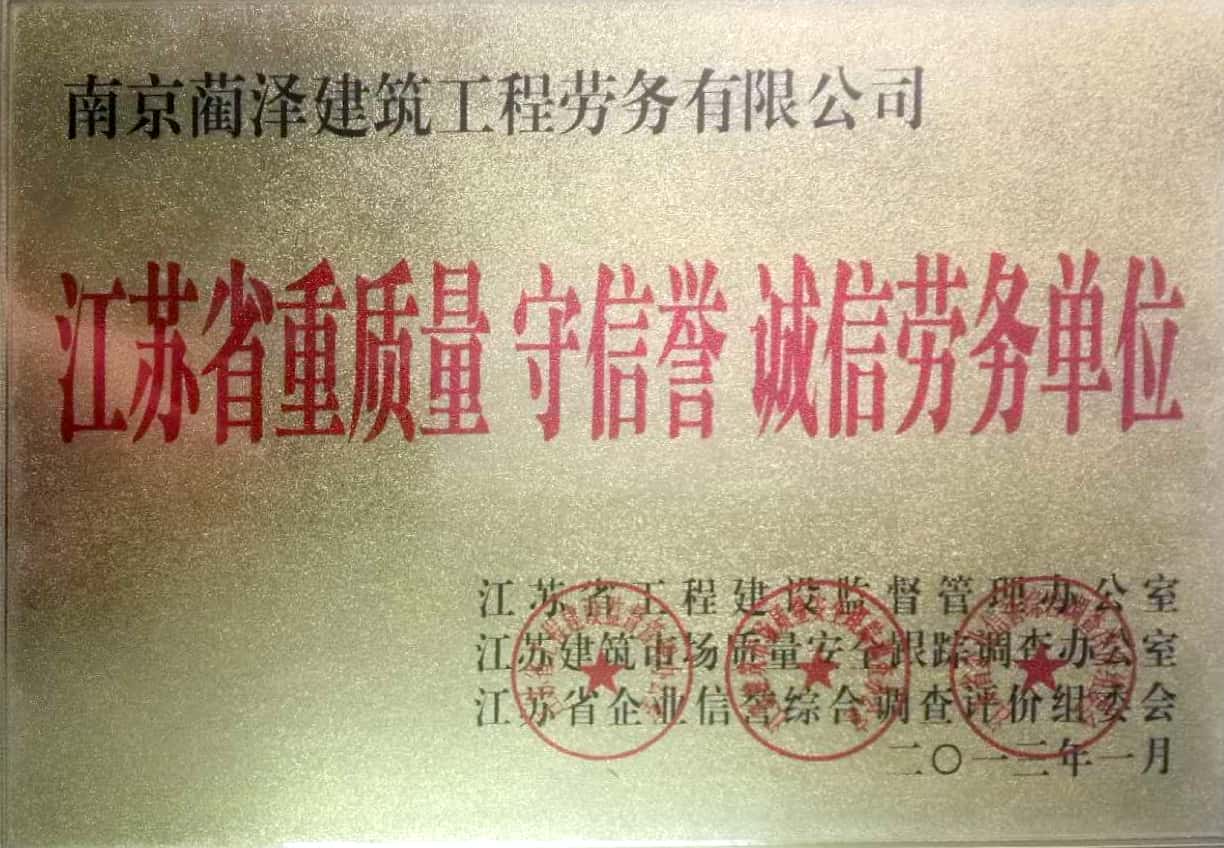 南京蔺泽建筑工程劳务有限公司
江苏省重质量 守信誉 诚信劳务单位
江苏省工程建设监督管理办公室
江苏建筑市场质量安全跟踪调查办公室
江苏省企业信誉综合调查评价组委会
二〇一二年一月